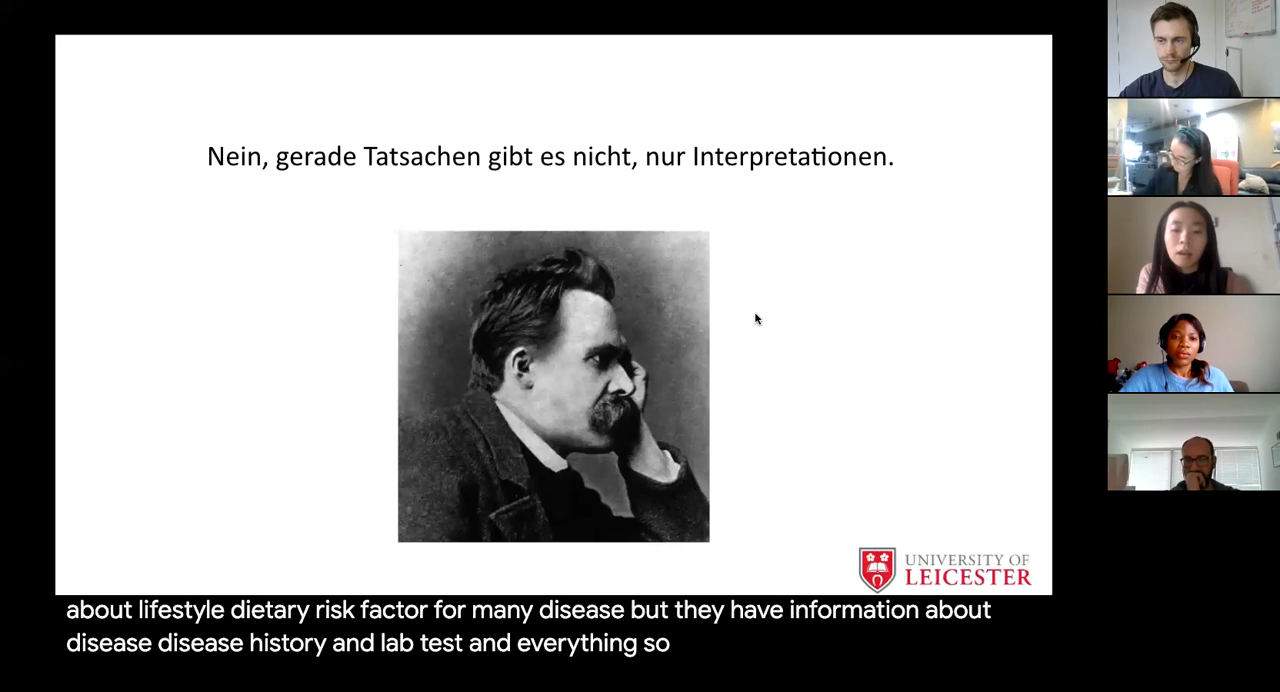 Nein, gerade Tatsachen gibt es nicht, nur Interpretationen.
UNIVERSITY OF
LEICESTER
about lifestyle dietary risk factor for many disease but they have information about
disease disease history and lab test and everything so